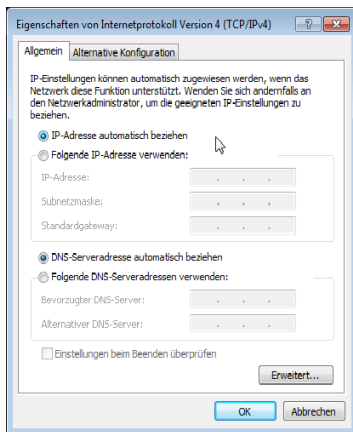 Eigenschaften von Internetprotokoll Version 4 (TCP/IPv4)
Allgemein Alternative Konfiguration
IP-Einstellungen können automatisch zugewiesen werden, wenn das
Netzwerk diese Funktion unterstützt. Wenden Sie sich andernfalls an
den Netzwerkadministrator, um die geeigneten IP-Einstellungen zu
beziehen.
IP-Adresse automatisch beziehen
Folgende IP-Adresse verwenden:
IP-Adresse:
Subnetzmaske:
Standardgateway:
DNS-Serveradresse automatisch beziehen
Folgende DNS-Serveradressen verwenden:
Bevorzugter DNS-Server:
Alternativer DNS-Server:
Einstellungen beim Beenden überprüfen
Erweitert...
OK Abbrechen